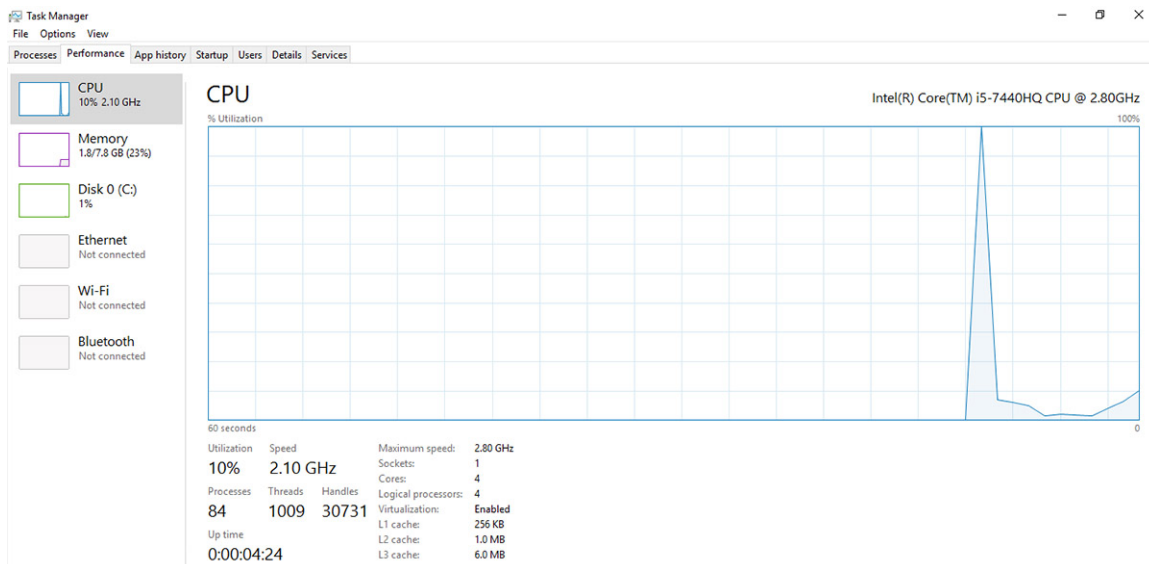 Task Manager
File Options View
Processes Performance App history Startup Users Details Services
CPU
10% 2.10 GHz
Memory
1.8/7.8 GB (23%)
Disk 0 (C:)
1%
Ethernet
Not connected
Wi-Fi
Not connected
Bluetooth
Not connected
CPU
Intel(R) Core(TM) i5-7440HQ CPU @ 2.80GHz
% Utilization
100%
60 seconds
0
Utilization Speed
10% 2.10 GHz
Processes Threads Handles
84 1009 30731
Up time
0:00:04:24
Maximum speed: 2.80 GHz
Sockets: 1
Cores: 4
Logical processors: 4
Virtualization: Enabled
L1 cache: 256 KB
L2 cache: 1.0 MB
L3 cache: 6.0 MB